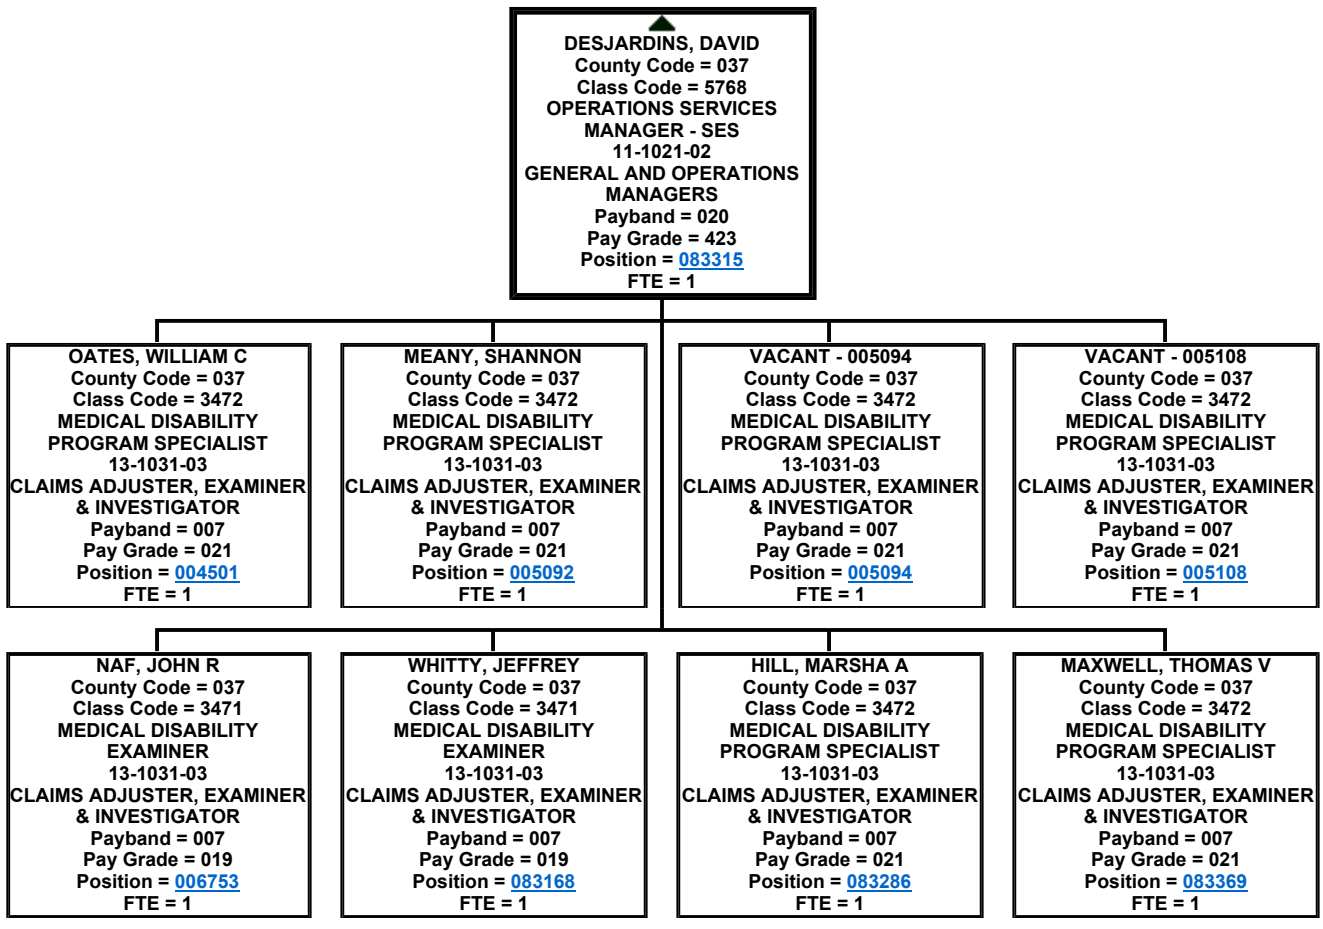 DESJARDINS, DAVID
County Code = 037
Class Code = 5768
OPERATIONS SERVICES
MANAGER - SES
11-1021-02
GENERAL AND OPERATIONS
MANAGERS
Payband = 020
Pay Grade = 423
Position = 083315
FTE = 1
OATES, WILLIAM C
County Code = 037
Class Code = 3472
MEDICAL DISABILITY
PROGRAM SPECIALIST
13-1031-03
CLAIMS ADJUSTER, EXAMINER
& INVESTIGATOR
Payband = 007
Pay Grade = 021
Position = 004501
FTE = 1
MEANY, SHANNON
County Code = 037
Class Code = 3472
MEDICAL DISABILITY
PROGRAM SPECIALIST
13-1031-03
CLAIMS ADJUSTER, EXAMINER
& INVESTIGATOR
Payband = 007
Pay Grade = 021
Position = 005092
FTE = 1
VACANT - 005094
County Code = 037
Class Code = 3472
MEDICAL DISABILITY
PROGRAM SPECIALIST
13-1031-03
CLAIMS ADJUSTER, EXAMINER
& INVESTIGATOR
Payband = 007
Pay Grade = 021
Position = 005094
FTE = 1
VACANT - 005108
County Code = 037
Class Code = 3472
MEDICAL DISABILITY
PROGRAM SPECIALIST
13-1031-03
CLAIMS ADJUSTER, EXAMINER
& INVESTIGATOR
Payband = 007
Pay Grade = 021
Position = 005108
FTE = 1
NAF, JOHN R
County Code = 037
Class Code = 3471
MEDICAL DISABILITY
EXAMINER
13-1031-03
CLAIMS ADJUSTER, EXAMINER
& INVESTIGATOR
Payband = 007
Pay Grade = 019
Position = 006753
FTE = 1
WHITTY, JEFFREY
County Code = 037
Class Code = 3471
MEDICAL DISABILITY
EXAMINER
13-1031-03
CLAIMS ADJUSTER, EXAMINER
& INVESTIGATOR
Payband = 007
Pay Grade = 019
Position = 083168
FTE = 1
HILL, MARSHA A
County Code = 037
Class Code = 3472
MEDICAL DISABILITY
PROGRAM SPECIALIST
13-1031-03
CLAIMS ADJUSTER, EXAMINER
& INVESTIGATOR
Payband = 007
Pay Grade = 021
Position = 083286
FTE = 1
MAXWELL, THOMAS V
County Code = 037
Class Code = 3472
MEDICAL DISABILITY
PROGRAM SPECIALIST
13-1031-03
CLAIMS ADJUSTER, EXAMINER
& INVESTIGATOR
Payband = 007
Pay Grade = 021
Position = 083369
FTE = 1